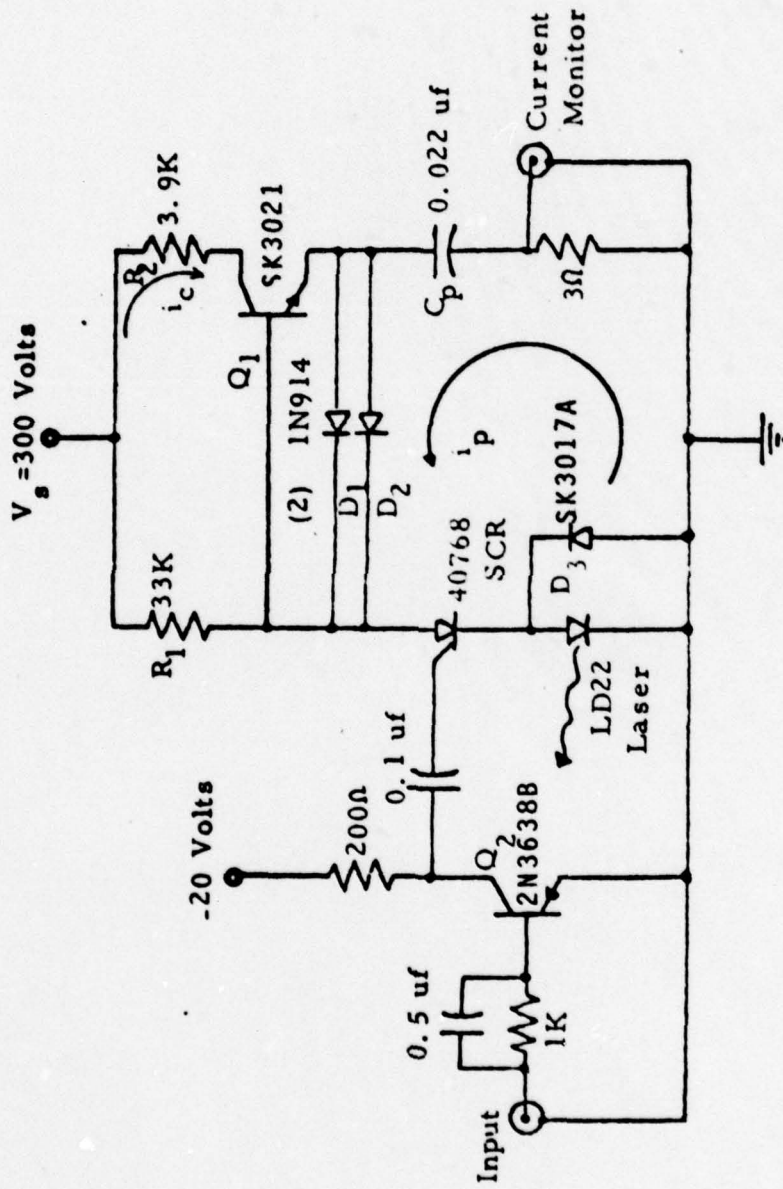 V_s =300 Volts
R_1
33K
R_2
3.9K
i_c
Q_1
SK3021
(2) 1N914
D_1
D_2
C_p
0.022 uf
Current
Monitor
3Ω
i_p
40768
SCR
D_3
SK3017A
LD22
Laser
-20 Volts
200Ω
0.1 uf
Q_2
2N3638B
0.5 uf
1K
Input